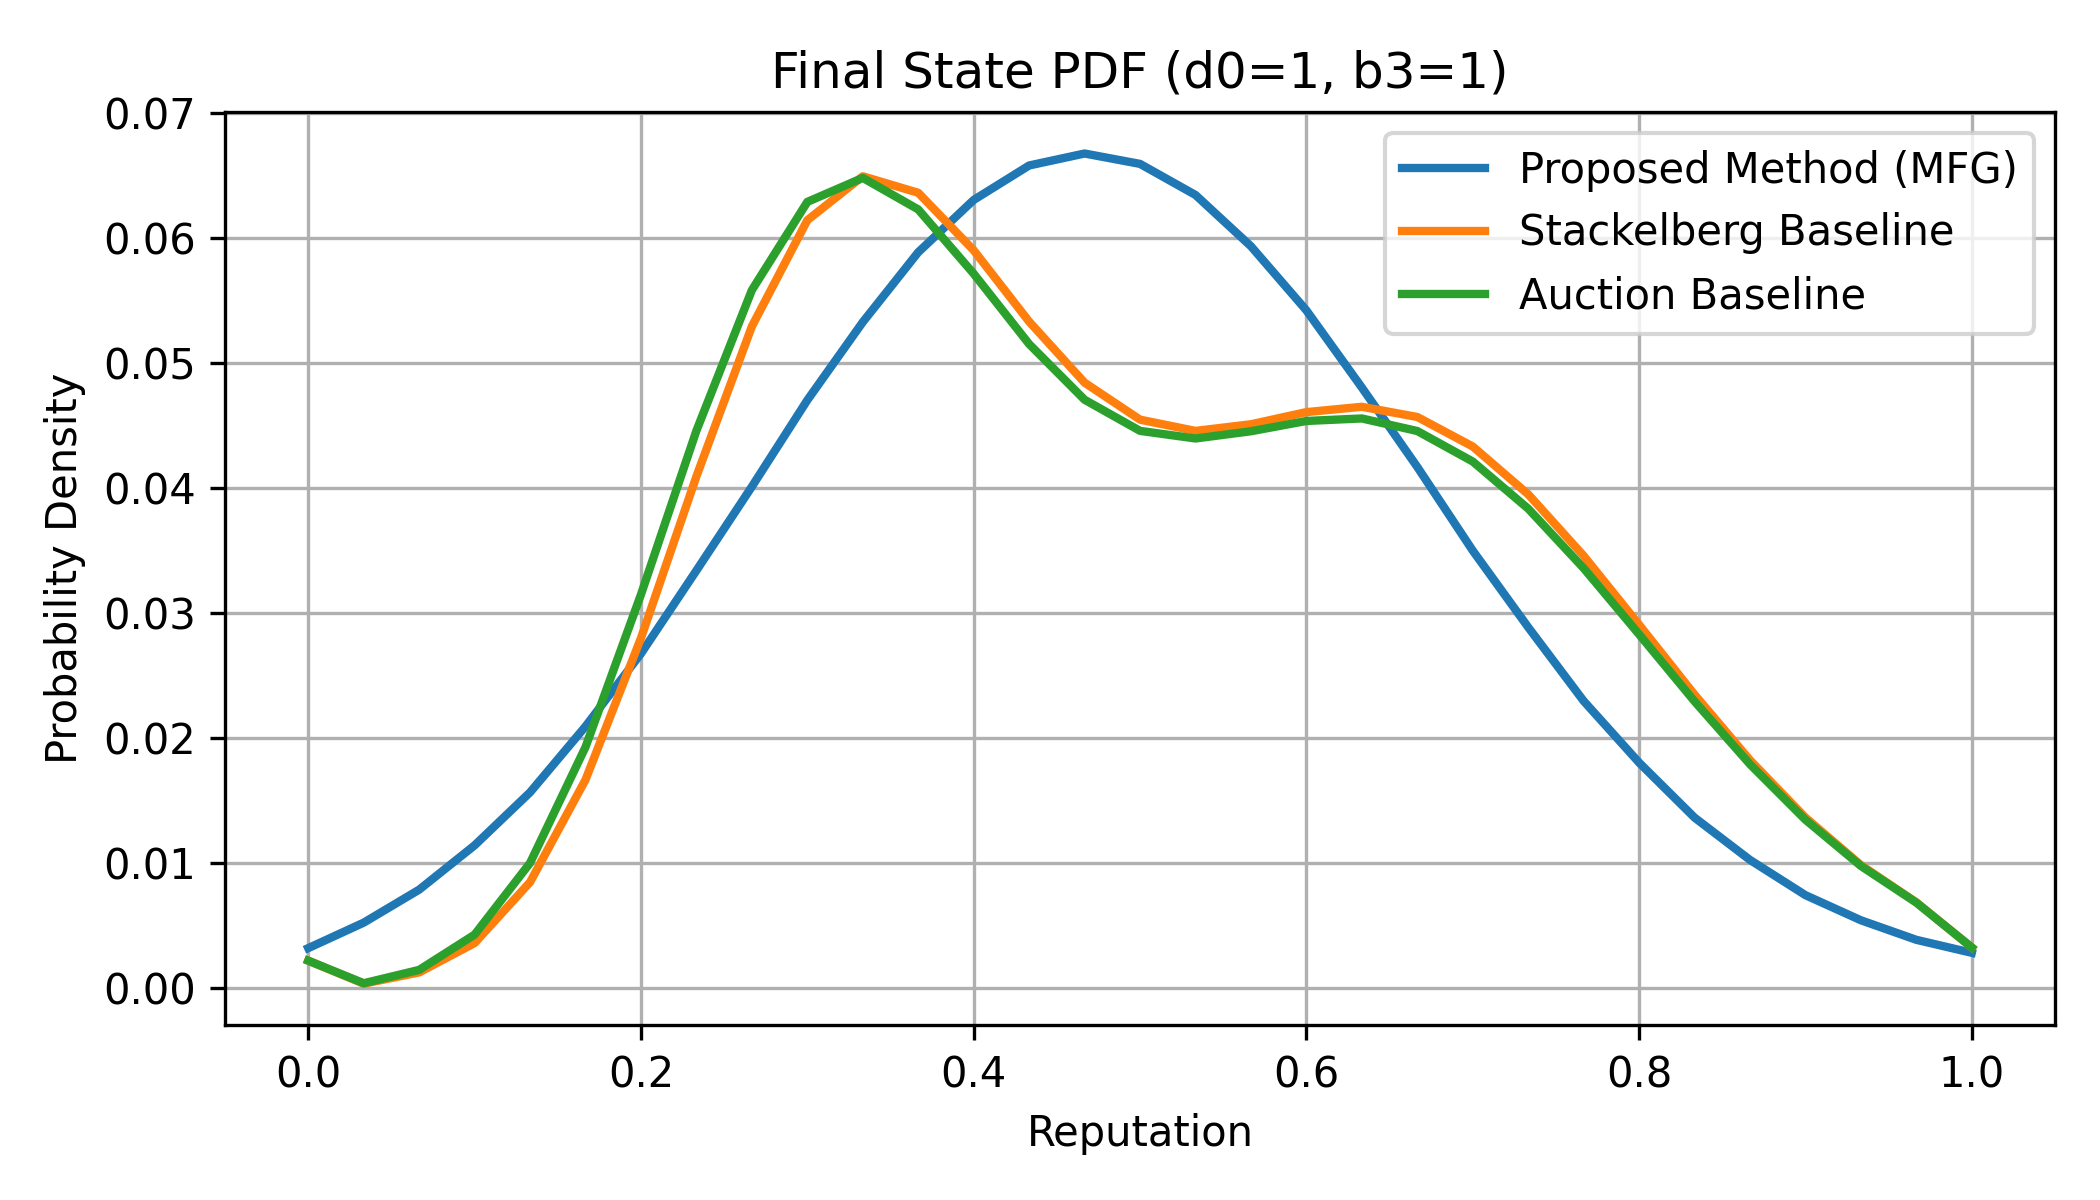 Final State PDF (d0=1, b3=1)
Proposed Method (MFG)
Stackelberg Baseline
Auction Baseline
Probability Density
0.07
0.06
0.05
0.04
0.03
0.02
0.01
0.00
0.0 0.2 0.4 0.6 0.8 1.0
Reputation